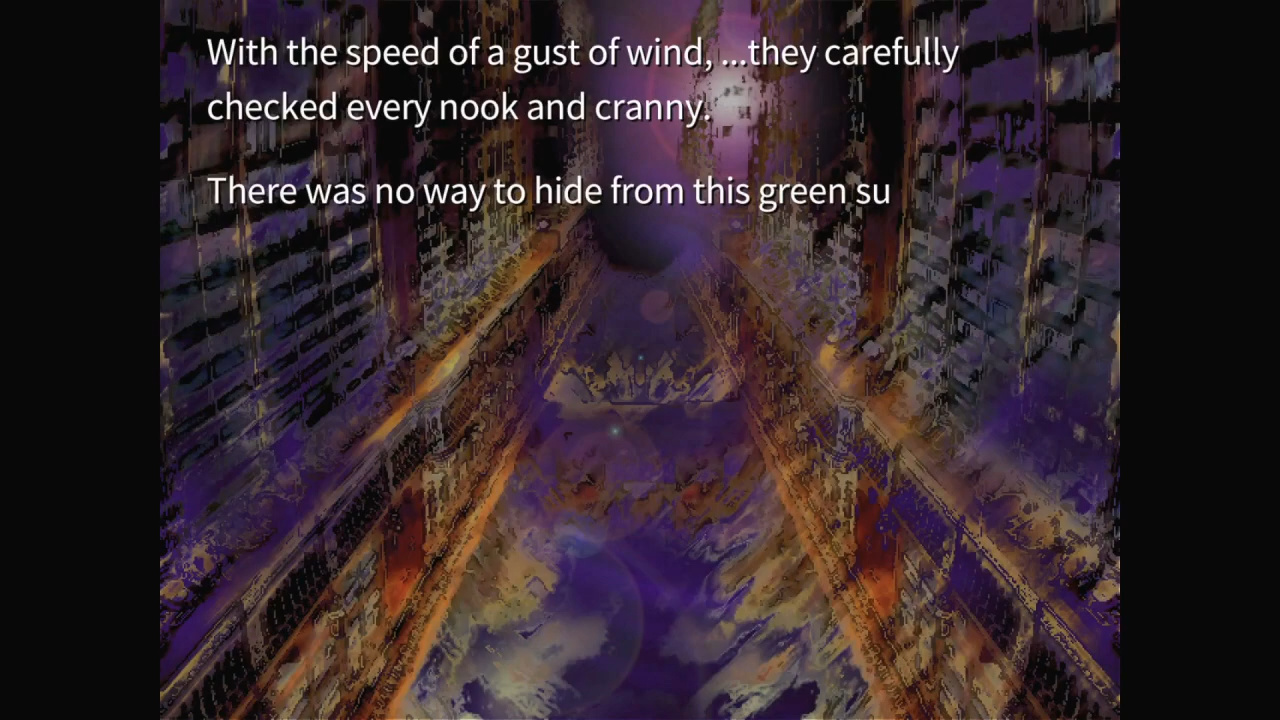 With the speed of a gust of wind, ...they carefully
checked every nook and cranny.
There was no way to hide from this green su